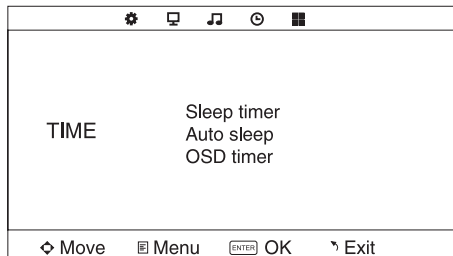 TIME
Sleep timer
Auto sleep
OSD timer
Move Menu ENTER OK Exit